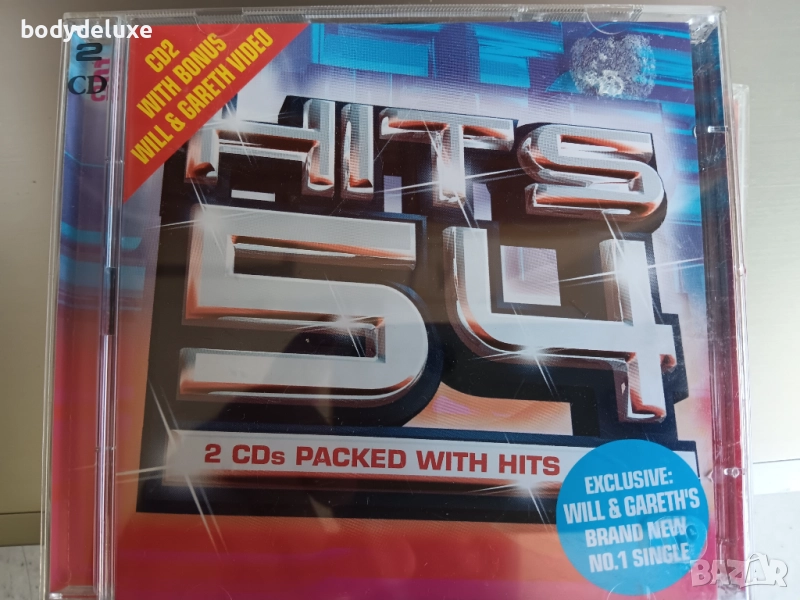 bodydeluxe
2
CD
CD2
WITH BONUS
WILL & GARETH VIDEO
HITS
54
2 CDs PACKED WITH HITS
EXCLUSIVE:
WILL & GARETH'S
BRAND NEW
NO.1 SINGLE
BAZAR